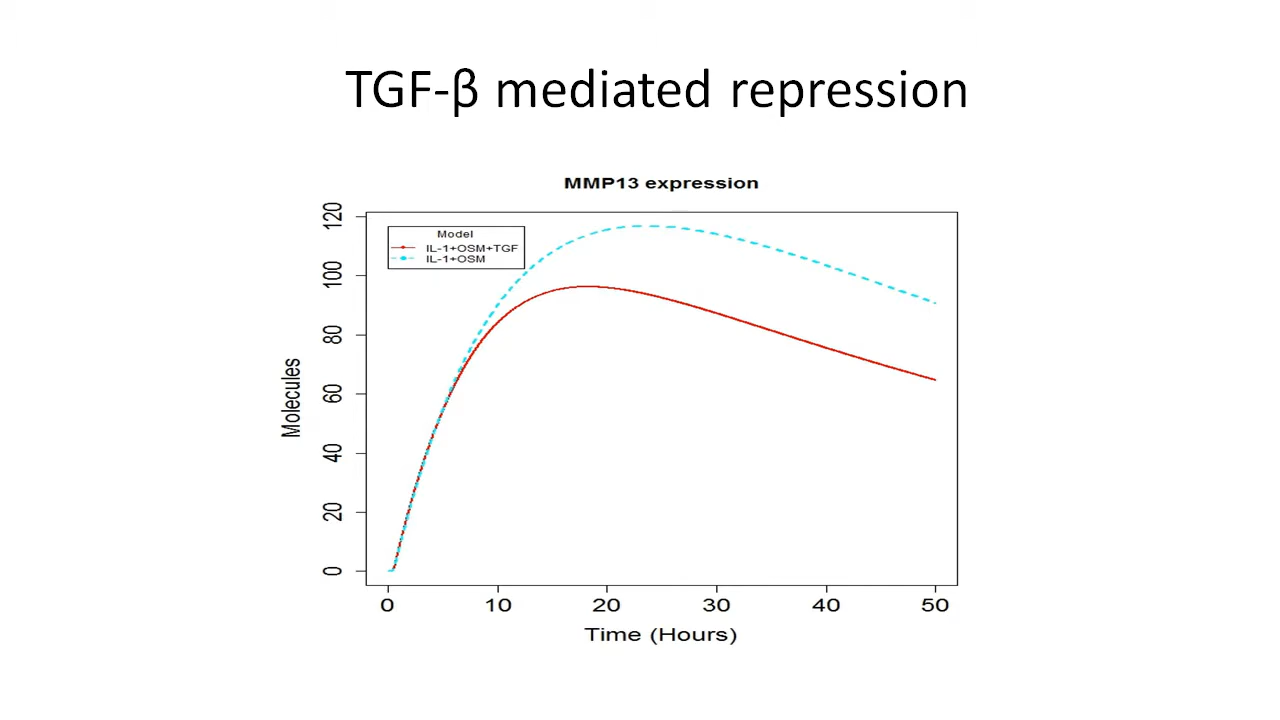 TGF-β mediated repression
MMP13 expression
Model
IL-1+OSM+TGF
IL-1+OSM
Molecules
120
100
80
60
40
20
0
0 10 20 30 40 50
Time (Hours)